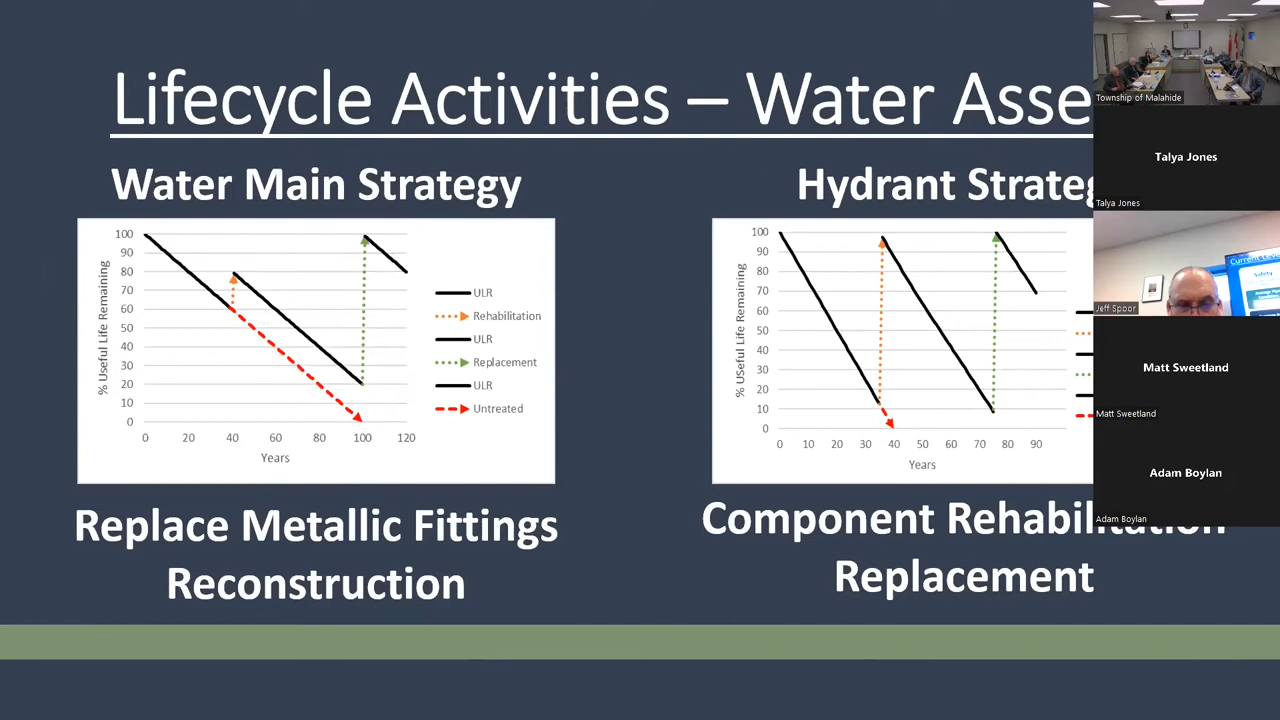 Lifecycle Activities – Water Asse
Water Main Strategy
100
90
80
70
60
50
40
30
20
10
0
% Useful Life Remaining
0 20 40 60 80 100 120
Years
ULR
Rehabilitation
ULR
Replacement
ULR
Untreated
Replace Metallic Fittings
Reconstruction
Hydrant Strateg
100
90
80
70
60
50
40
30
20
10
0
% USeful Life Remaining
0 10 20 30 40 50 60 70 80 90
Years
Component Rehabilitation
Replacement
Township of Malahide
Talya Jones
Talya Jones
Current Leve
Safety
Jeff Spoor
Matt Sweetland
Matt Sweetland
Adam Boylan
Adam Boylan